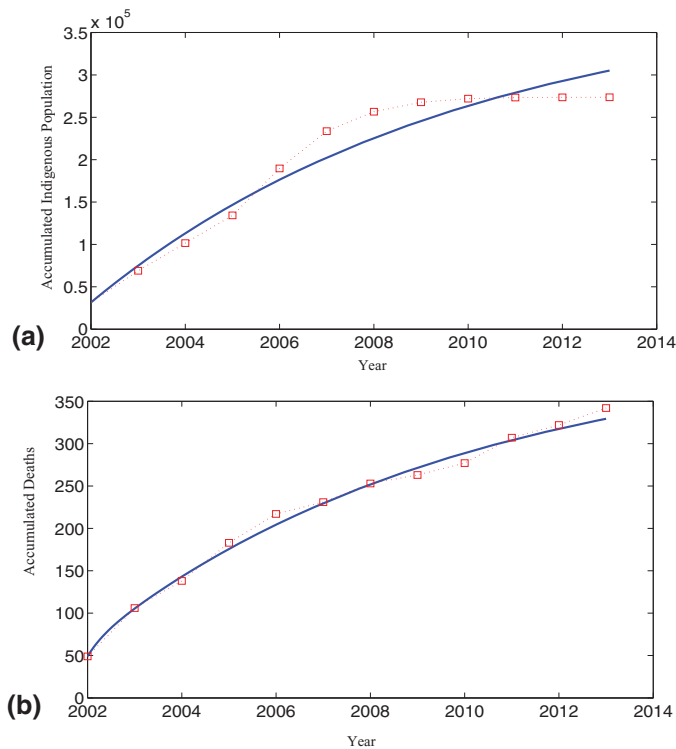 x 10⁵
3.5
3
2.5
2
1.5
1
0.5
0
Accumulated Indigenous Population
2002 2004 2006 2008 2010 2012 2014
Year
(a)
350
300
250
200
150
100
50
0
Accumulated Deaths
2002 2004 2006 2008 2010 2012 2014
Year
(b)